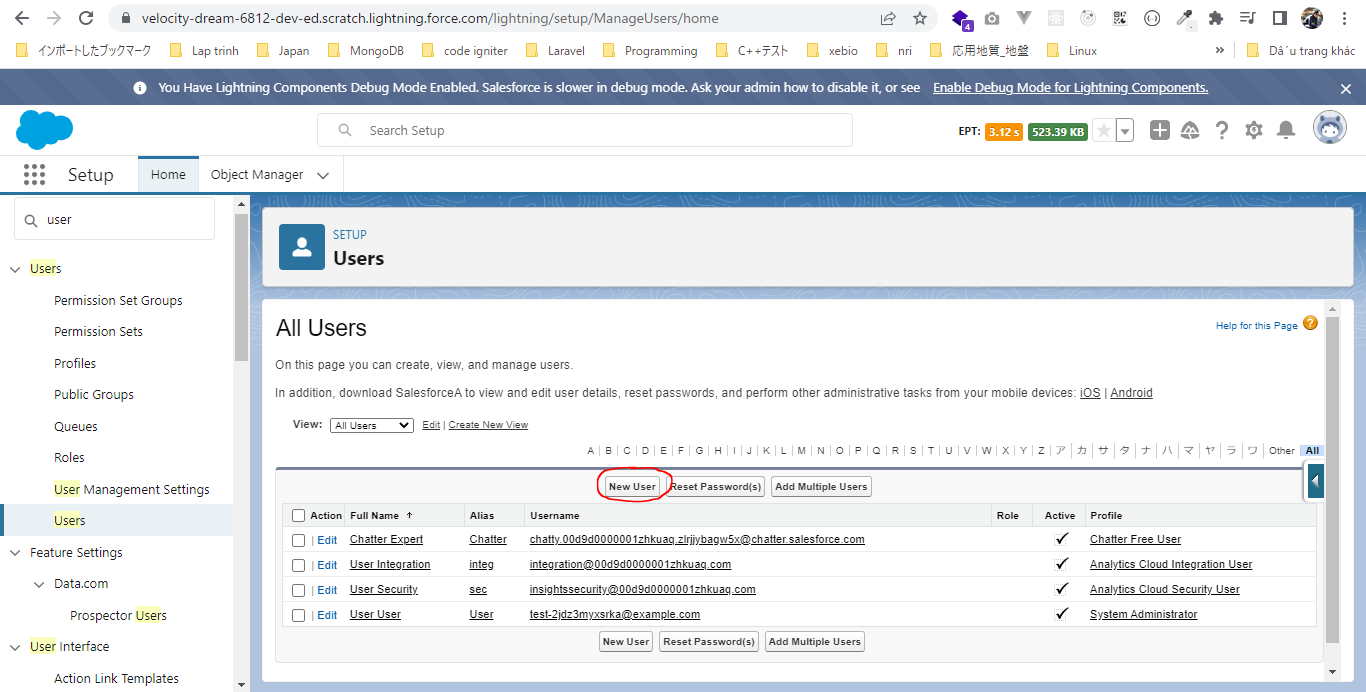 velocity-dream-6812-dev-ed.scratch.lightning.force.com/lightning/setup/ManageUsers/home
4
インポートしたブックマーク Lap trinh Japan MongoDB code igniter Laravel Programming C++テスト xebio nri 応用地質_地盤 Linux » Dấu trang khác
You Have Lightning Components Debug Mode Enabled. Salesforce is slower in debug mode. Ask your admin how to disable it, or see Enable Debug Mode for Lightning Components.
Search Setup
EPT: 3.12 s 523.39 KB
Setup Home Object Manager
user
Users
Permission Set Groups
Permission Sets
Profiles
Public Groups
Queues
Roles
User Management Settings
Users
Feature Settings
Data.com
Prospector Users
User Interface
Action Link Templates
SETUP
Users
All Users
Help for this Page ?
On this page you can create, view, and manage users.
In addition, download SalesforceA to view and edit user details, reset passwords, and perform other administrative tasks from your mobile devices: iOS | Android
View: All Users Edit | Create New View
A | B | C | D | E | F | G | H | I | J | K | L | M | N | O | P | Q | R | S | T | U | V | W | X | Y | Z | ア | カ | サ | タ | ナ | ハ | マ | ヤ | ラ | ワ | Other All
New User Reset Password(s) Add Multiple Users
Action Full Name ↑ Alias Username Role Active Profile
| Edit Chatter Expert Chatter chatty.00d9d0000001zhkuaq.zlrjjybagw5x@chatter.salesforce.com Chatter Free User
| Edit User Integration integ integration@00d9d0000001zhkuaq.com Analytics Cloud Integration User
| Edit User Security sec insightssecurity@00d9d0000001zhkuaq.com Analytics Cloud Security User
| Edit User User User test-2jdz3myxsrka@example.com System Administrator
New User Reset Password(s) Add Multiple Users